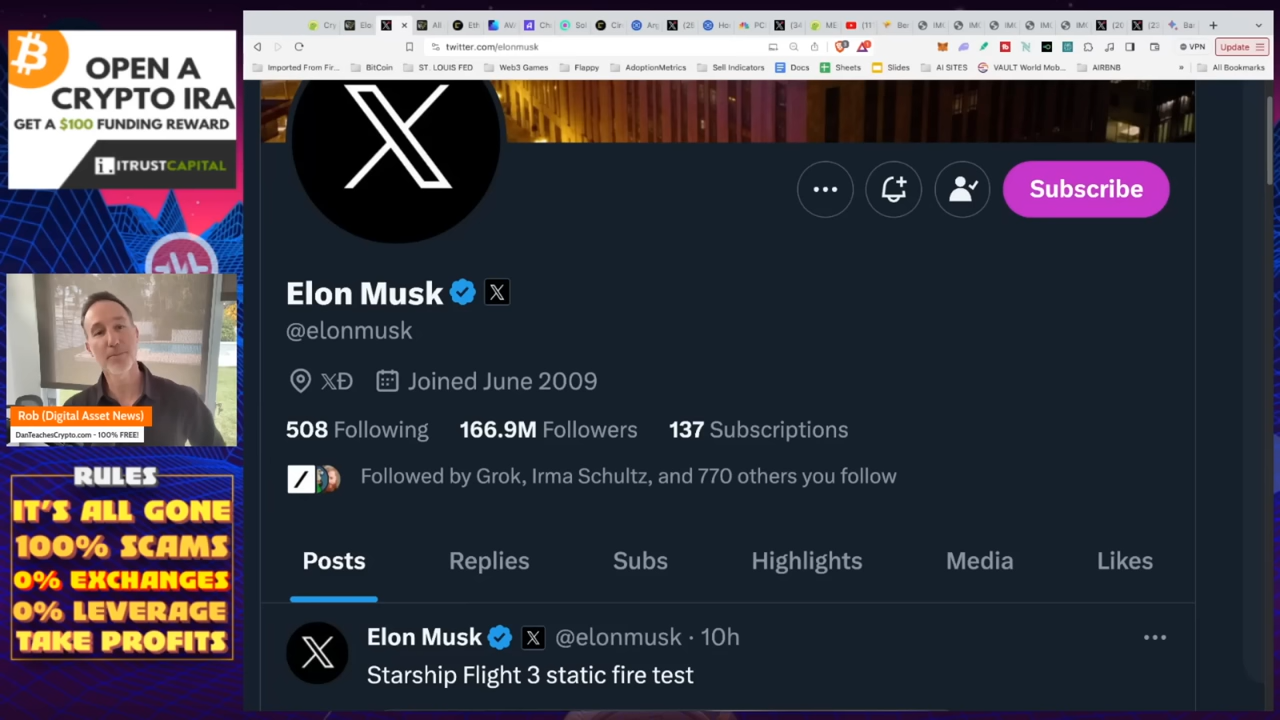 OPEN A
CRYPTO IRA
GET A $100 FUNDING REWARD
i. ITRUSTCAPITAL
Rob (Digital Asset News)
DanTeachesCrypto.com - 100% FREE!
RULES
IT'S ALL GONE
100% SCAMS
0% EXCHANGES
0% LEVERAGE
TAKE PROFITS
twitter.com/elonmusk
VPN
Update
Imported From Fir...
BitCoin
ST. LOUIS FED
Web3 Games
Flappy
AdoptionMetrics
Sell Indicators
Docs
Sheets
Slides
AI SITES
VAULT World Mob...
AIRBNB
»
All Bookmarks
Subscribe
Elon Musk
@elonmusk
𝕏Ð Joined June 2009
508 Following 166.9M Followers 137 Subscriptions
Followed by Grok, Irma Schultz, and 770 others you follow
Posts Replies Subs Highlights Media Likes
Elon Musk @elonmusk · 10h
Starship Flight 3 static fire test